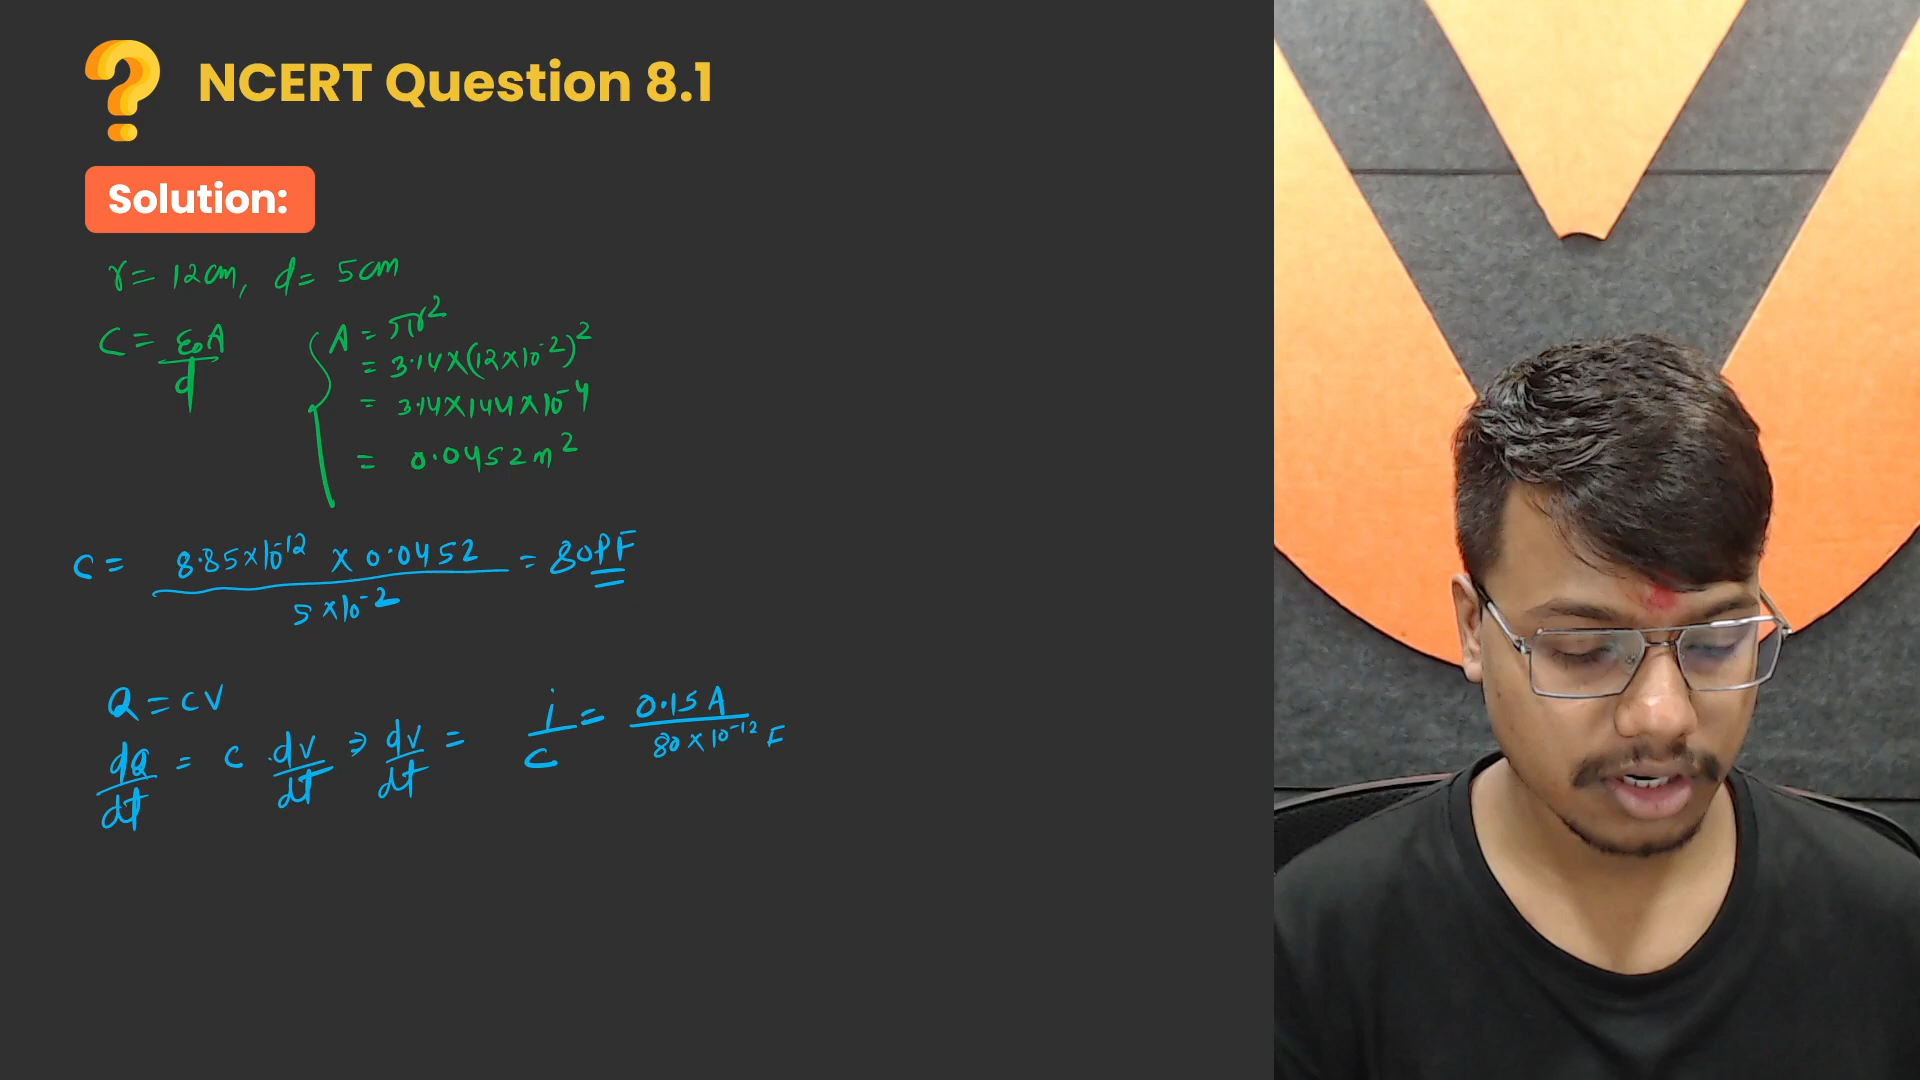 NCERT Question 8.1
Solution:
r = 12cm, d = 5cm
C = ε₀A/d
A = πr²
= 3.14×(12×10⁻²)²
= 3.14×144×10⁻⁴
= 0.0452m²
C = 8.85×10⁻¹² × 0.0452 / 5×10⁻² = 80PF
Q = CV
dQ/dt = C · dv/dt ⇒ dv/dt = i/C = 0.15A / 80×10⁻¹² F